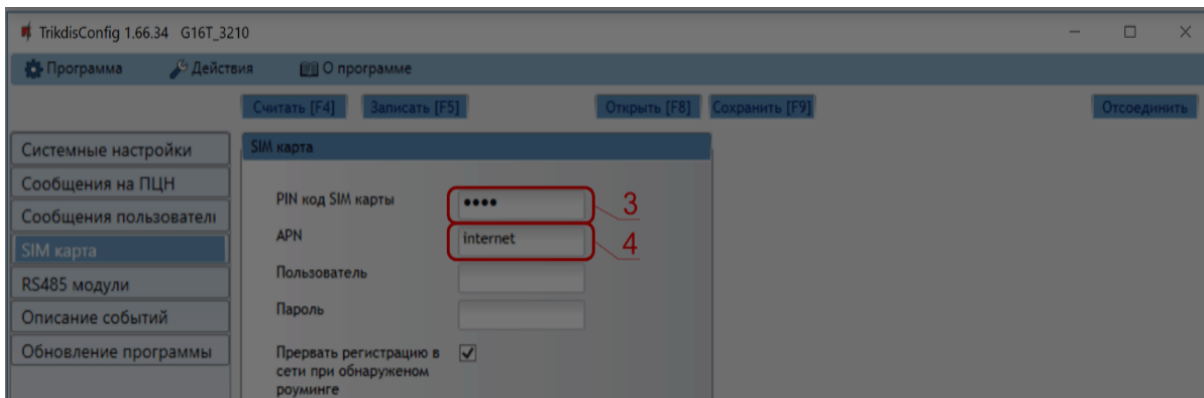 TrikdisConfig 1.66.34 G16T_3210
Программа Действия О программе
Считать [F4] Записать [F5] Открыть [F8] Сохранить [F9] Отсоединить
Системные настройки
Сообщения на ПЦН
Сообщения пользовател
SIM карта
RS485 модули
Описание событий
Обновление программы
SIM карта
PIN код SIM карты •••• 3
APN internet 4
Пользователь
Пароль
Прервать регистрацию в
сети при обнаруженом
роуминге